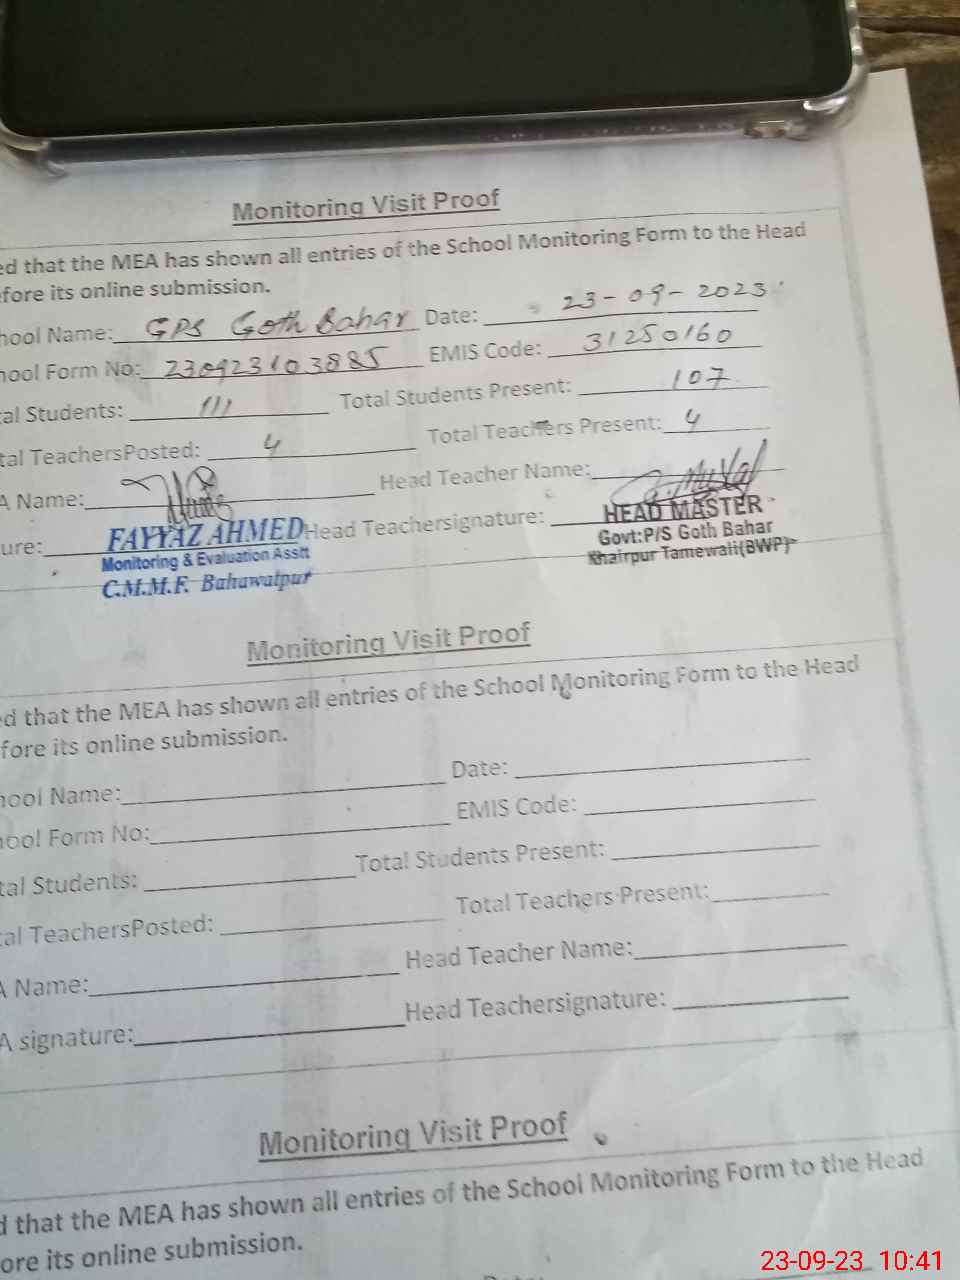 Monitoring Visit Proof
ed that the MEA has shown all entries of the School Monitoring Form to the Head
fore its online submission.
hool Name: GPS Goth Bahar Date: 23-09-2023
hool Form No: 230923103885 EMIS Code: 31250160
tal Students: 111 Total Students Present: 107
tal TeachersPosted: 4 Total Teachers Present: 4
A Name: Head Teacher Name:
ure: FAYYAZ AHMED Head Teachersignature: HEAD MASTER
Monitoring & Evaluation Asstt Govt:P/S Goth Bahar
C.M.M.F. Bahawalpur Khairpur Tamewali(BWP)
Monitoring Visit Proof
ed that the MEA has shown all entries of the School Monitoring Form to the Head
fore its online submission.
hool Name: Date:
hool Form No: EMIS Code:
tal Students: Total Students Present:
tal TeachersPosted: Total Teachers Present:
A Name: Head Teacher Name:
A signature: Head Teachersignature:
Monitoring Visit Proof
d that the MEA has shown all entries of the School Monitoring Form to the Head
ore its online submission.
23-09-23 10:41